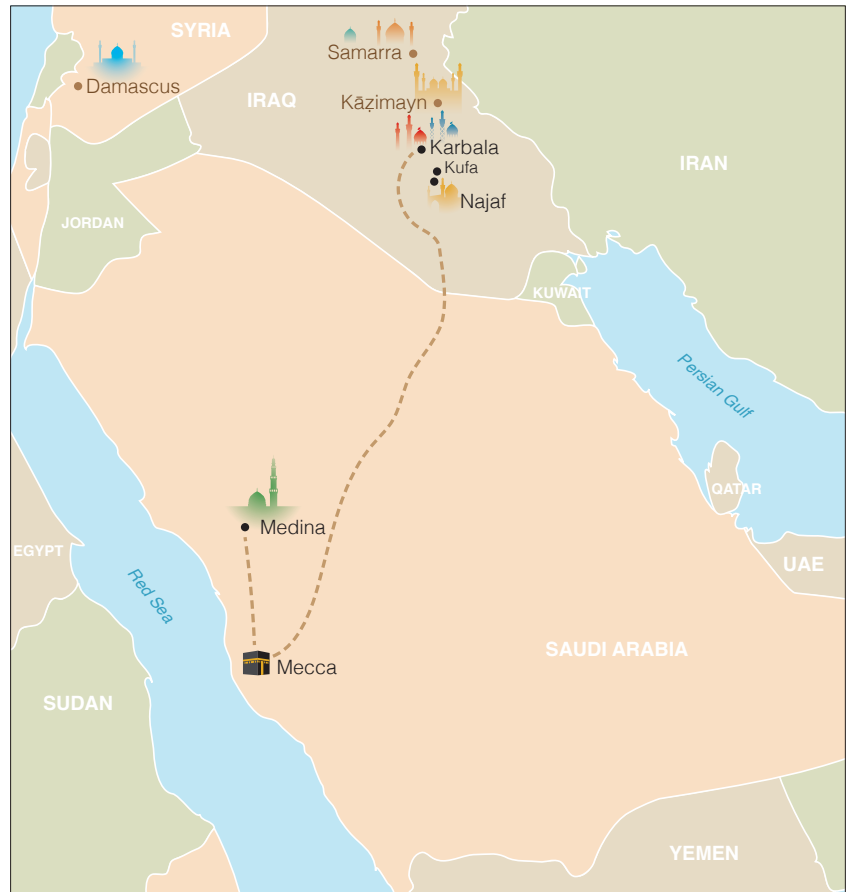 SYRIA
Samarra
Damascus
IRAQ
Kāẓimayn
Karbala
Kufa
IRAN
Najaf
JORDAN
KUWAIT
Persian Gulf
QATAR
Medina
EGYPT
UAE
Red Sea
SAUDI ARABIA
Mecca
SUDAN
YEMEN